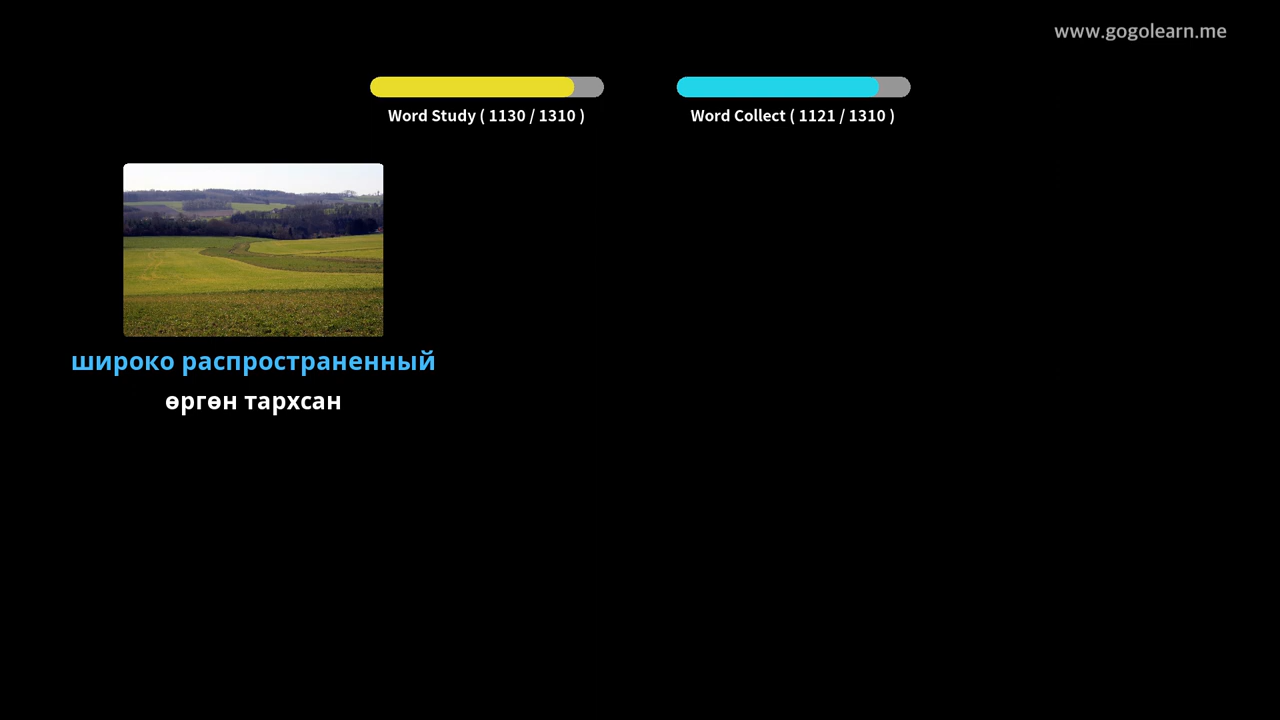 www.gogolearn.me
Word Study ( 1130 / 1310 )
Word Collect ( 1121 / 1310 )
широко распространенный
өргөн тархсан